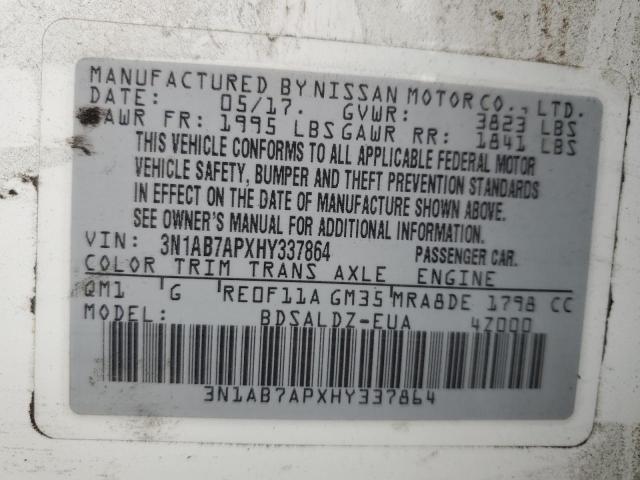 MANUFACTURED BY NISSAN MOTOR CO., LTD.
DATE: 05/17. GVWR: 3823 LBS
GAWR FR: 1995 LBS GAWR RR: 1841 LBS
THIS VEHICLE CONFORMS TO ALL APPLICABLE FEDERAL MOTOR
VEHICLE SAFETY, BUMPER AND THEFT PREVENTION STANDARDS
IN EFFECT ON THE DATE OF MANUFACTURE SHOWN ABOVE.
SEE OWNER'S MANUAL FOR ADDITIONAL INFORMATION.
VIN: 3N1AB7APXHY337864 PASSENGER CAR.
COLOR TRIM TRANS AXLE ENGINE
QM1 G RE0F11A GM35 MRA8DE 1798 CC
MODEL: BDSALDZ-EUA 4Z000
3N1AB7APXHY337864